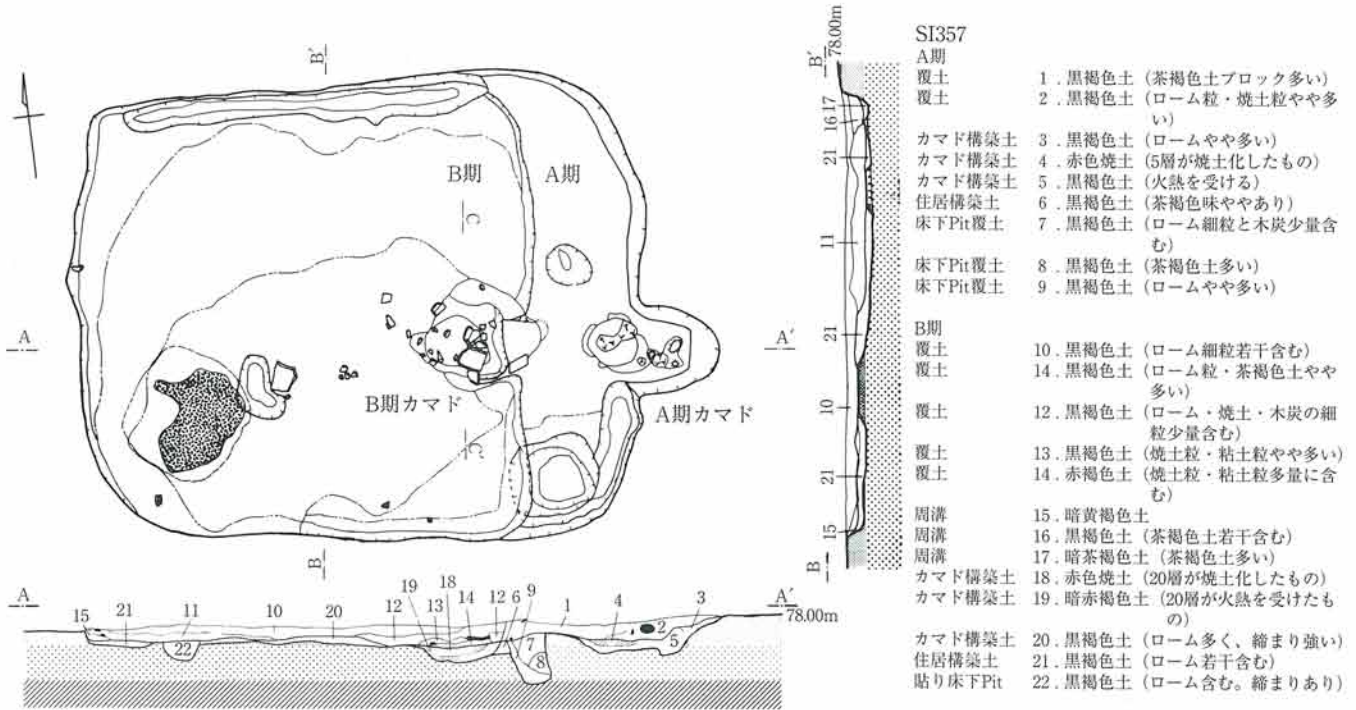 B'
B期
A期
C'
A
A'
B期カマド
A期カマド
C
B
A
A'
78.00m
15
21
11
10
20
12
19
13
18
14
12
6
9
1
4
3
22
7
8
2
5
B'
78.00m
17
16
21
11
21
10
21
15
B
SI357
A期
覆土 1 . 黒褐色土 (茶褐色土ブロック多い)
覆土 2 . 黒褐色土 (ローム粒・焼土粒やや多
い)
カマド構築土 3 . 黒褐色土 (ロームやや多い)
カマド構築土 4 . 赤色焼土 (5層が焼土化したもの)
カマド構築土 5 . 黒褐色土 (火熱を受ける)
住居構築土 6 . 黒褐色土 (茶褐色味ややあり)
床下Pit覆土 7 . 黒褐色土 (ローム細粒と木炭少量含
む)
床下Pit覆土 8 . 黒褐色土 (茶褐色土多い)
床下Pit覆土 9 . 黒褐色土 (ロームやや多い)
B期
覆土 10 . 黒褐色土 (ローム細粒若干含む)
覆土 14 . 黒褐色土 (ローム粒・茶褐色土やや
多い)
覆土 12 . 黒褐色土 (ローム・焼土・木炭の細
粒少量含む)
覆土 13 . 黒褐色土 (焼土粒・粘土粒やや多い)
覆土 14 . 赤褐色土 (焼土粒・粘土粒多量に含
む)
周溝 15 . 暗黄褐色土
周溝 16 . 黒褐色土 (茶褐色土若干含む)
周溝 17 . 暗茶褐色土 (茶褐色土多い)
カマド構築土 18 . 赤色焼土 (20層が焼土化したもの)
カマド構築土 19 . 暗赤褐色土 (20層が火熱を受けたも
の)
カマド構築土 20 . 黒褐色土 (ローム多く、締まり強い)
住居構築土 21 . 黒褐色土 (ローム若干含む)
貼り床下Pit 22 . 黒褐色土 (ローム含む。締まりあり)